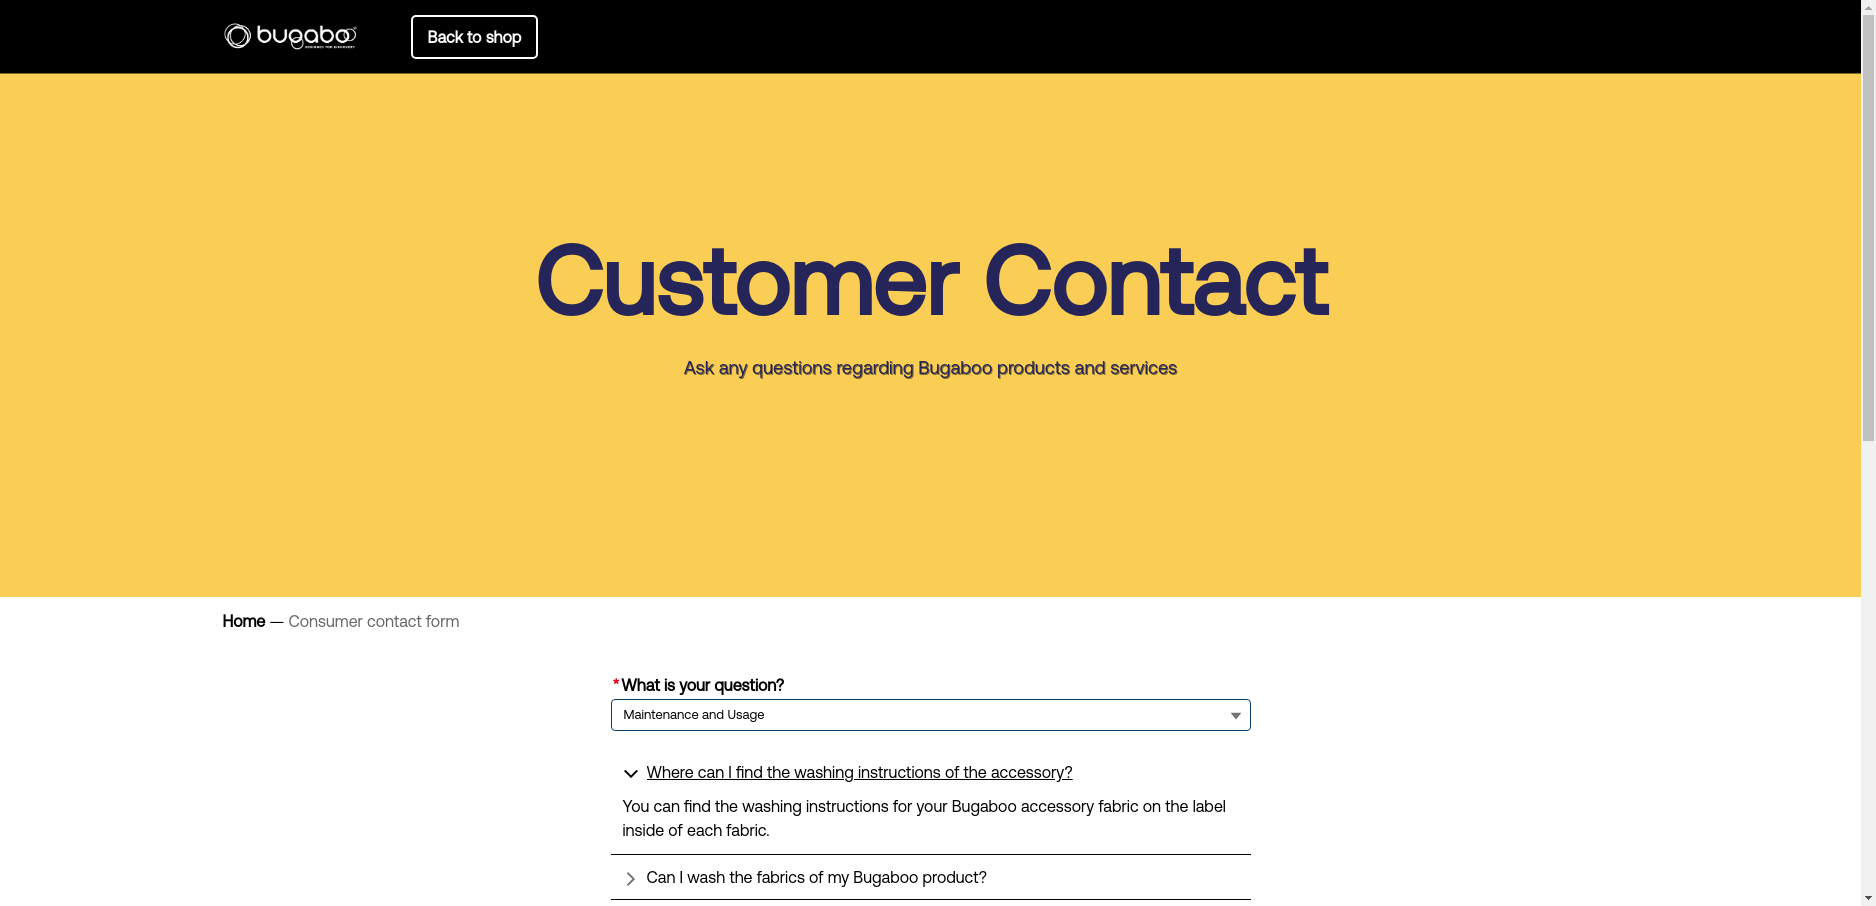 bugaboo
DESIGNED FOR DISCOVERY
Back to shop
Customer Contact
Ask any questions regarding Bugaboo products and services
Home — Consumer contact form
*What is your question?
Maintenance and Usage
Where can I find the washing instructions of the accessory?
You can find the washing instructions for your Bugaboo accessory fabric on the label
inside of each fabric.
Can I wash the fabrics of my Bugaboo product?